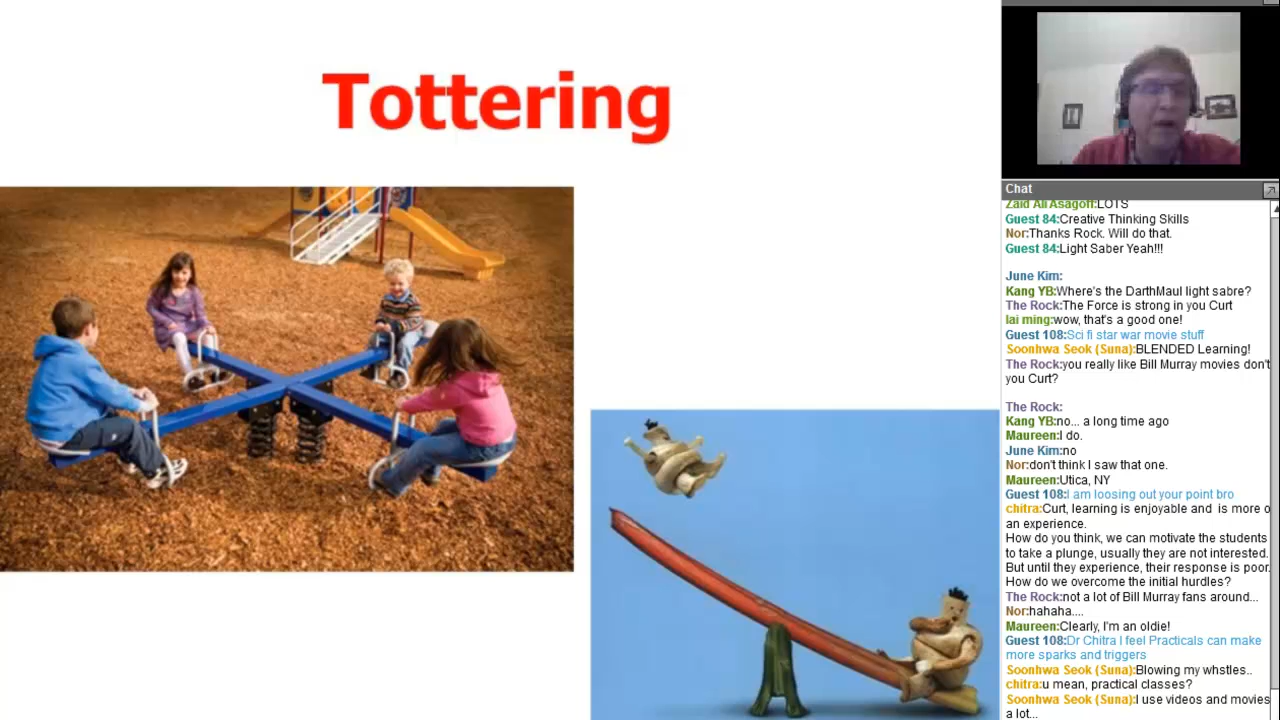 Tottering
Chat
Zaid Ali Asagoff:LOTS
Guest 84:Creative Thinking Skills
Nor:Thanks Rock. Will do that.
Guest 84:Light Saber Yeah!!!
June Kim:
Kang YB:Where's the DarthMaul light sabre?
The Rock:The Force is strong in you Curt
lai ming:wow, that's a good one!
Guest 108:Sci fi star war movie stuff
Soonhwa Seok (Suna):BLENDED Learning!
The Rock:you really like Bill Murray movies don't
you Curt?
The Rock:
Kang YB:no... a long time ago
Maureen:I do.
June Kim:no
Nor:don't think I saw that one.
Maureen:Utica, NY
Guest 108:I am loosing out your point bro
chitra:Curt, learning is enjoyable and is more o
an experience.
How do you think, we can motivate the students
to take a plunge, usually they are not interested.
But until they experience, their response is poor.
How do we overcome the initial hurdles?
The Rock:not a lot of Bill Murray fans around...
Nor:hahaha....
Maureen:Clearly, I'm an oldie!
Guest 108:Dr Chitra I feel Practicals can make
more sparks and triggers
Soonhwa Seok (Suna):Blowing my whstles..
chitra:u mean, practical classes?
Soonhwa Seok (Suna):I use videos and movies
a lot...